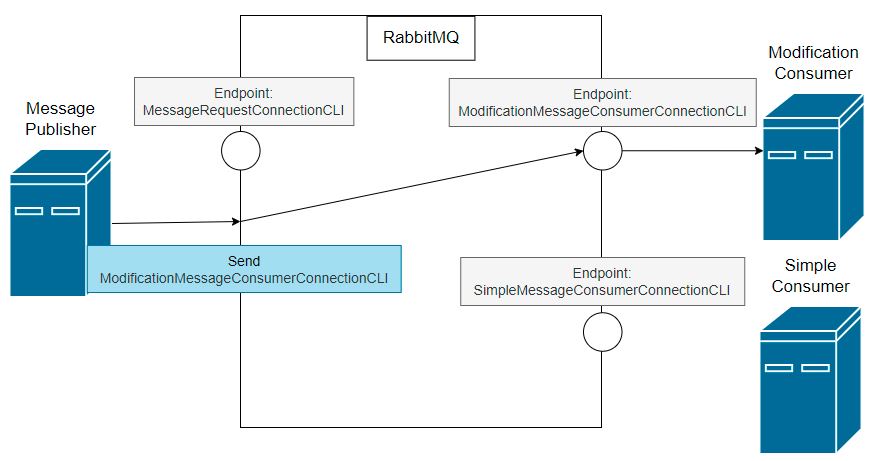 RabbitMQ
Modification
Consumer
Endpoint:
MessageRequestConnectionCLI
Endpoint:
ModificationMessageConsumerConnectionCLI
Message
Publisher
Send
ModificationMessageConsumerConnectionCLI
Endpoint:
SimpleMessageConsumerConnectionCLI
Simple
Consumer